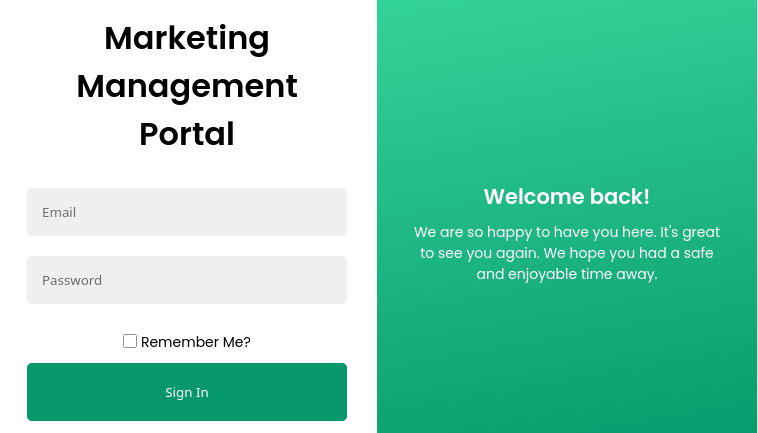 Marketing
Management
Portal
Email
Password
Remember Me?
Sign In
Welcome back!
We are so happy to have you here. It's great
to see you again. We hope you had a safe
and enjoyable time away.